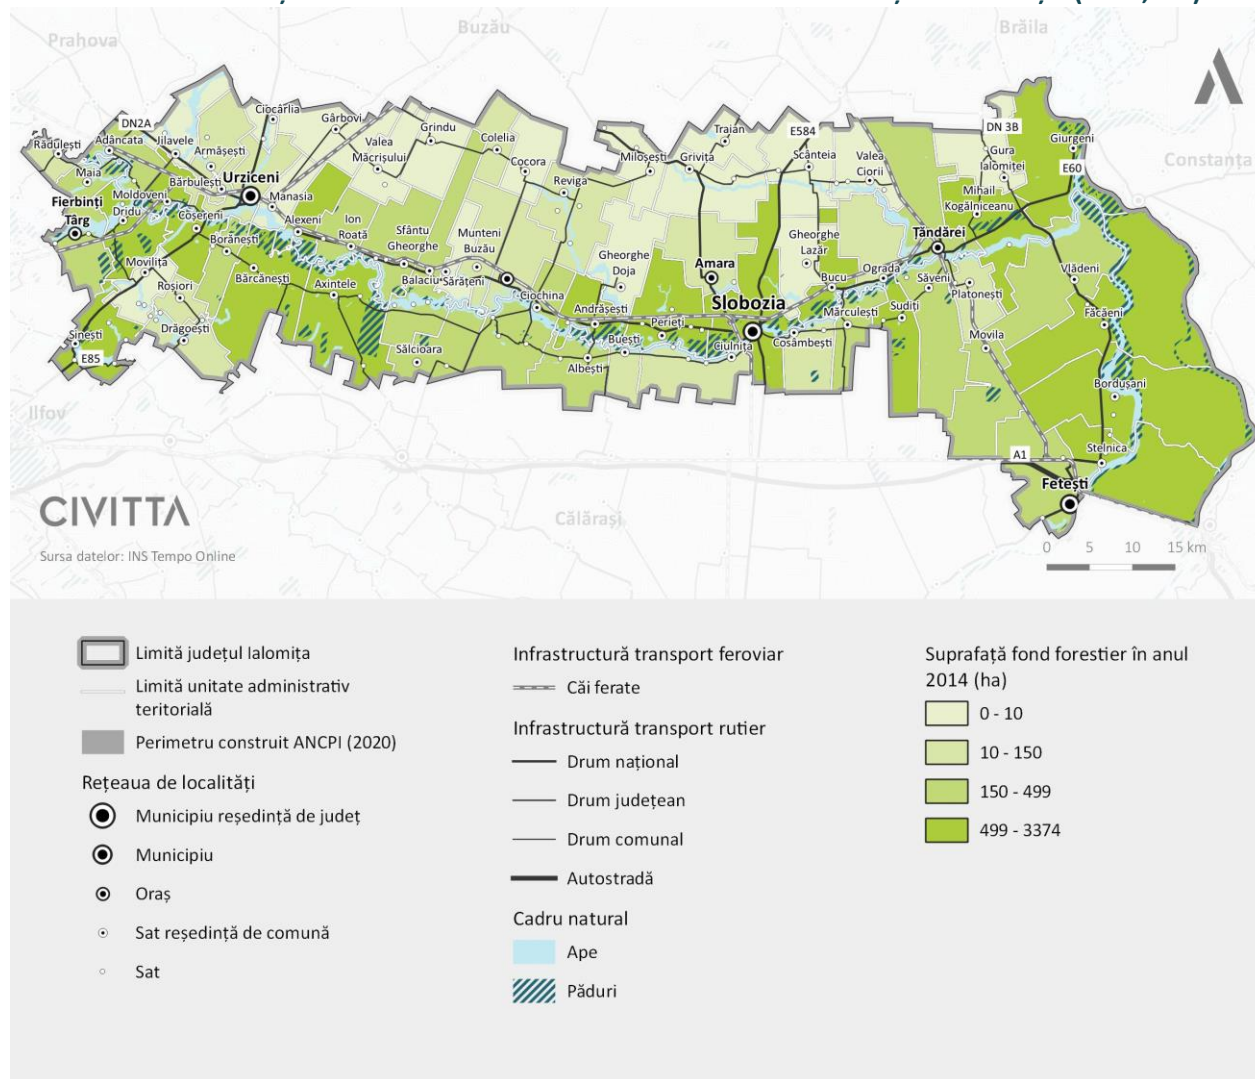 Prahova
Buzău
Brăila
Ciocârlia
DN2A
Gârbovi
Grindu
Colelia
Traian
E584
DN 3B
Giurgeni
Rădulești
Adâncata
Jilavele
Armășești
Valea
Măcrișului
Cocora
Miloșești
Grivița
Scânteia
Valea
Ciorii
Gura
Ialomiței
Constanța
E60
Maia
Bărbulești
Urziceni
Manasia
Reviga
Mihail
Kogălniceanu
Fierbinți
Târg
Moldoveni
Dridu
Coșereni
Alexeni
Ion
Roată
Sfântu
Gheorghe
Munteni
Buzău
Gheorghe
Doja
Gheorghe
Lazăr
Țăndărei
Borănești
Amara
Movilița
Bărcănești
Axintele
Balaciu
Sărățeni
Bucu
Ograda
Săveni
Vlădeni
Roșiori
Ciochina
Slobozia
Platonești
Andrășești
Perieți
Mărculești
Sudiți
Făcăeni
Drăgoești
Sinești
E85
Sălcioara
Buești
Ciulnița
Cosâmbești
Movila
Albești
Bordușani
Ilfov
Stelnica
A1
Fetești
CIVITTA
Călărași
Sursa datelor: INS Tempo Online
0 5 10 15 km
Limită județul Ialomița
Limită unitate administrativ
teritorială
Perimetru construit ANCPI (2020)
Rețeaua de localități
Municipiu reședință de județ
Municipiu
Oraș
Sat reședință de comună
Sat
Infrastructură transport feroviar
Căi ferate
Infrastructură transport rutier
Drum național
Drum județean
Drum comunal
Autostradă
Cadru natural
Ape
Păduri
Suprafață fond forestier în anul
2014 (ha)
0 - 10
10 - 150
150 - 499
499 - 3374